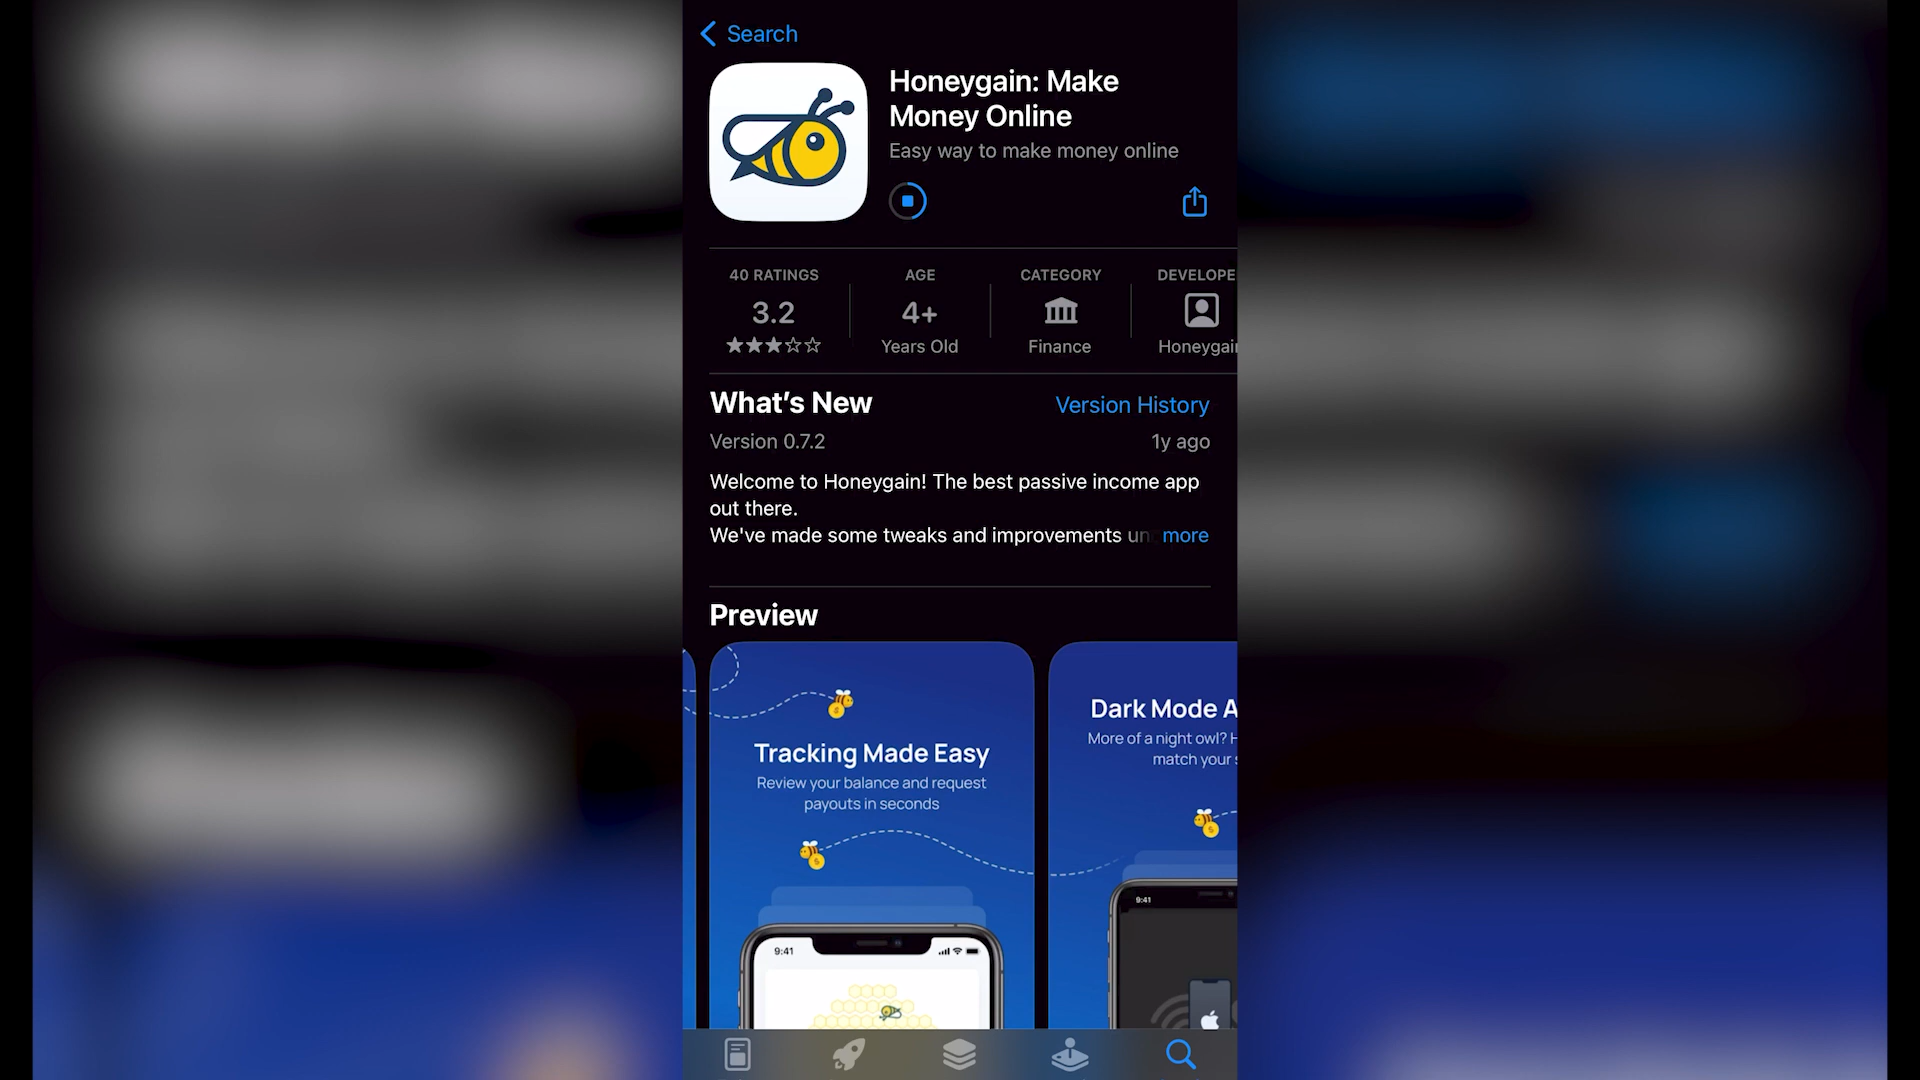 Search
Honeygain: Make
Money Online
Easy way to make money online
40 RATINGS
3.2
AGE
4+
Years Old
CATEGORY
Finance
DEVELOPE
Honeygain
What's New
Version History
Version 0.7.2
1y ago
Welcome to Honeygain! The best passive income app
out there.
We've made some tweaks and improvements un more
Preview
Tracking Made Easy
Review your balance and request
payouts in seconds
9:41
Dark Mode A
More of a night owl? H
match your s
9:41